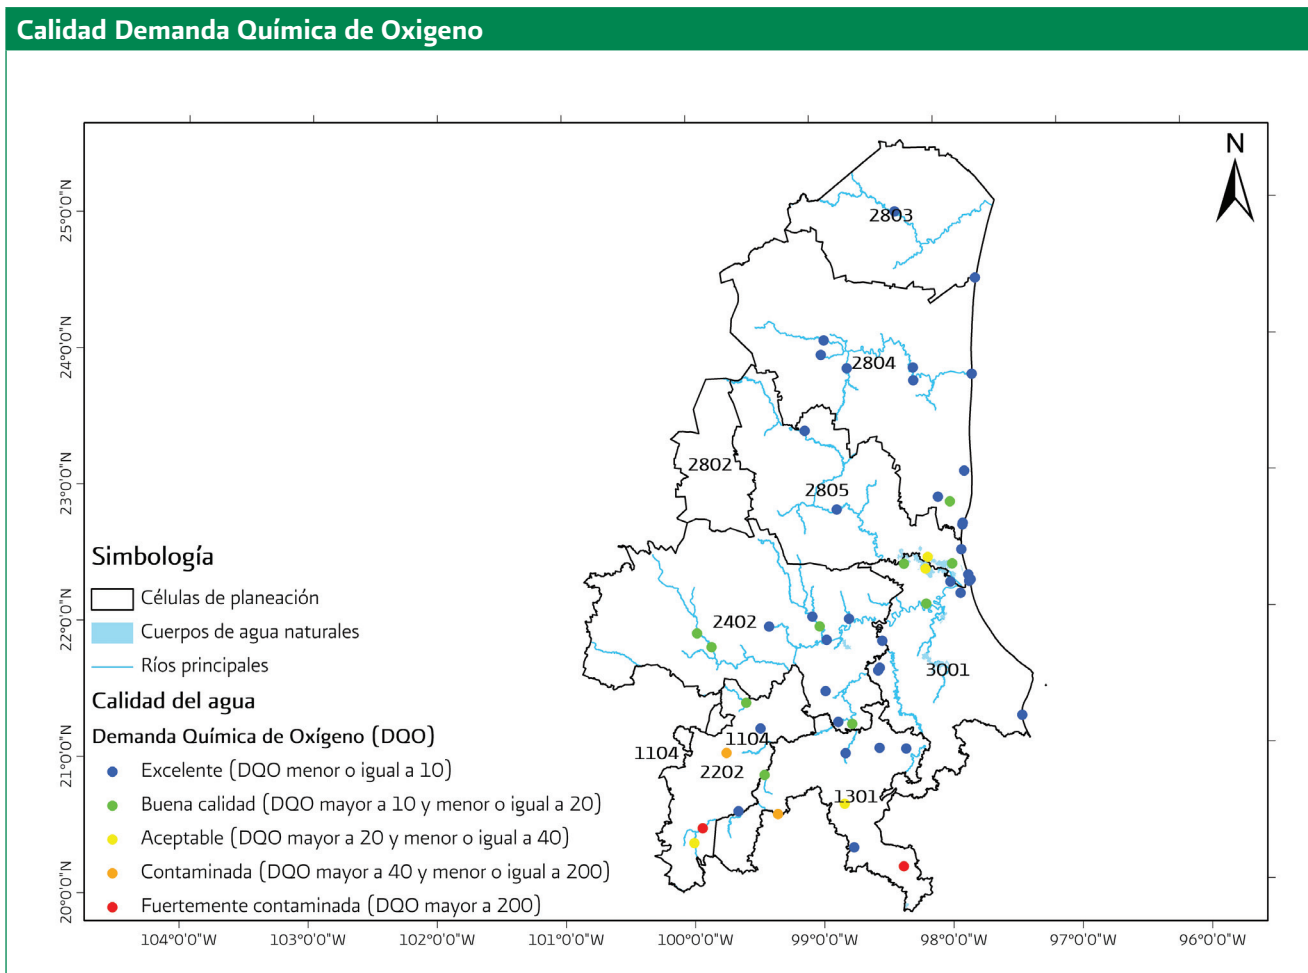 Calidad Demanda Química de Oxigeno
N
25°0'0"N
24°0'0"N
23°0'0"N
22°0'0"N
21°0'0"N
20°0'0"N
2803
2804
2802
2805
2402
3001
1104
1104
2202
1301
Simbología
Células de planeación
Cuerpos de agua naturales
Ríos principales
Calidad del agua
Demanda Química de Oxígeno (DQO)
Excelente (DQO menor o igual a 10)
Buena calidad (DQO mayor a 10 y menor o igual a 20)
Aceptable (DQO mayor a 20 y menor o igual a 40)
Contaminada (DQO mayor a 40 y menor o igual a 200)
Fuertemente contaminada (DQO mayor a 200)
104°0'0"W
103°0'0"W
102°0'0"W
101°0'0"W
100°0'0"W
99°0'0"W
98°0'0"W
97°0'0"W
96°0'0"W